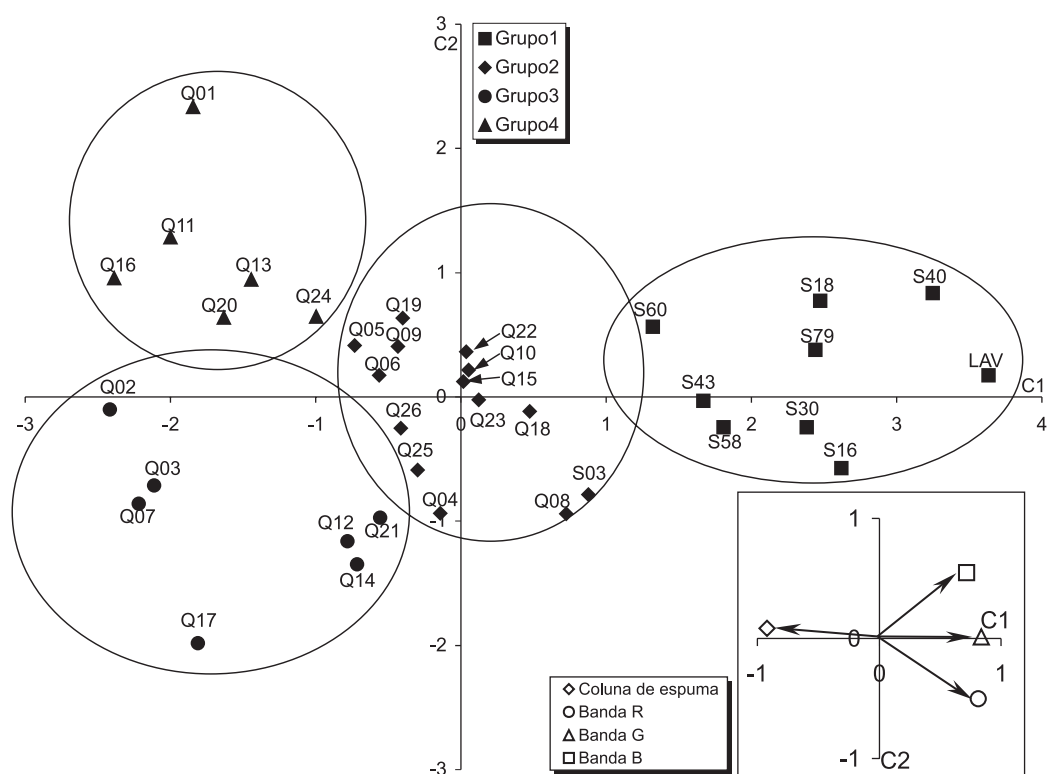 3
C2
Grupo1
Grupo2
Grupo3
Grupo4
Q01
2
Q11
Q16
Q13
Q20
Q24
1
Q19
Q05
Q09
Q06
Q22
Q10
Q15
S60
S18
S40
S79
LAV
Q02
-3
-2
-1
0
1
2
3
4
C1
Q26
Q23
Q18
S43
S58
S30
S16
Q25
Q03
Q07
Q04
-1
Q08
S03
Q12
Q21
Q14
Q17
-2
-3
Coluna de espuma
Banda R
Banda G
Banda B
1
C1
0
-1
0
1
-1
C2